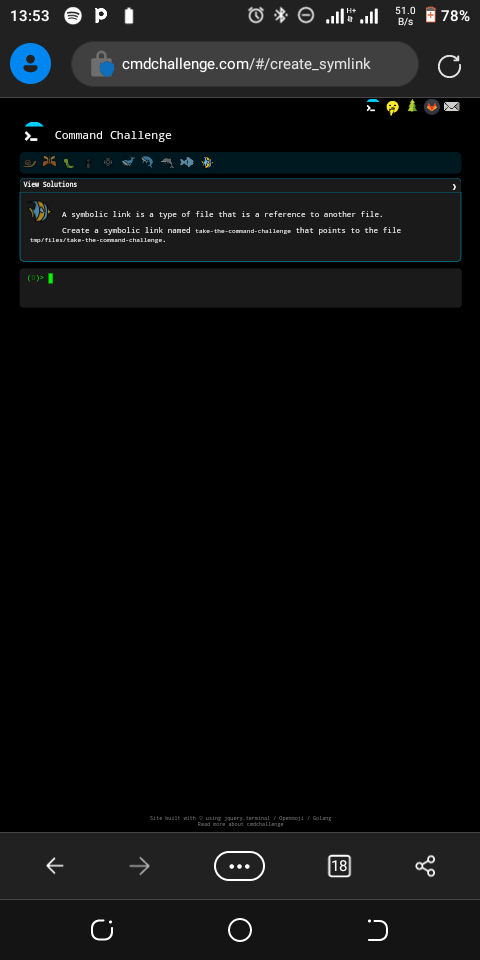 13:53
H+
51.0
B/s
78%
cmdchallenge.com/#/create_symlink
Command Challenge
View Solutions
A symbolic link is a type of file that is a reference to another file.
Create a symbolic link named take-the-command-challenge that points to the file
tmp/files/take-the-command-challenge.
(0)>
Site built with ♡ using jquery.terminal / Openmoji / Golang
Read more about cmdchallenge
18